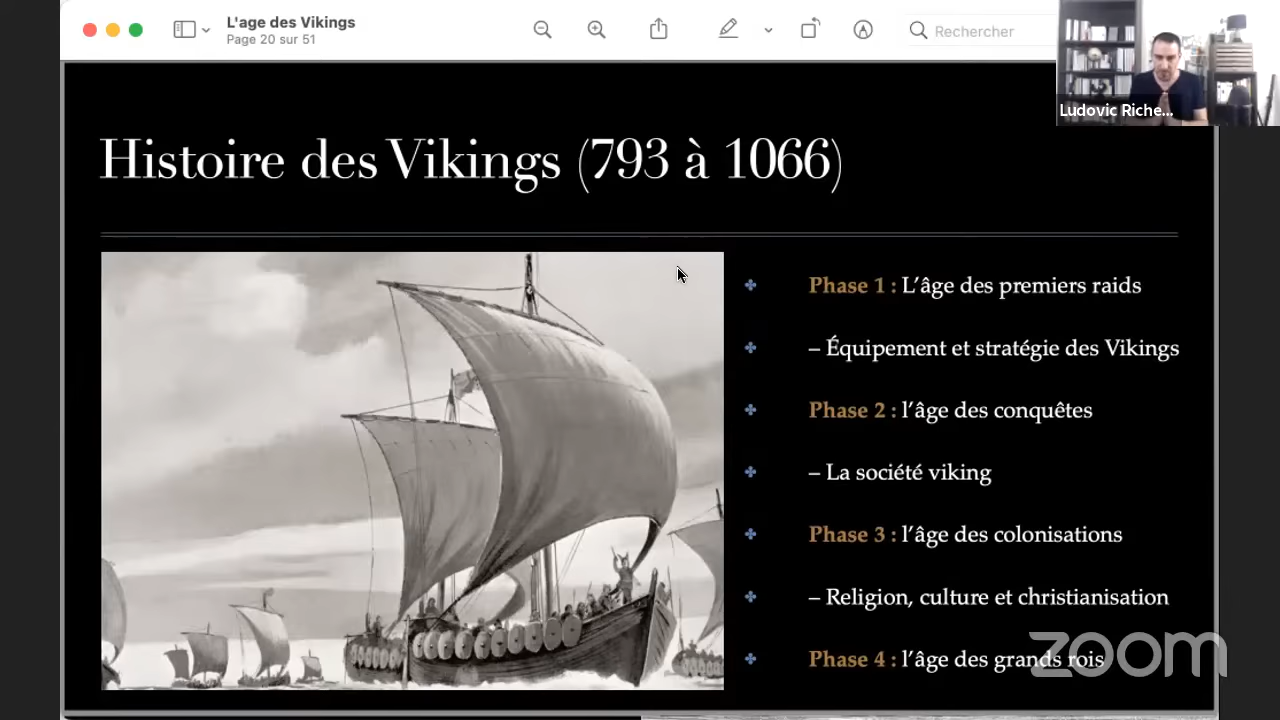 L'age des Vikings
Page 20 sur 51
Rechercher
Ludovic Riche...
Histoire des Vikings (793 à 1066)
Phase 1 : L’âge des premiers raids
– Équipement et stratégie des Vikings
Phase 2 : l’âge des conquêtes
– La société viking
Phase 3 : l’âge des colonisations
– Religion, culture et christianisation
Phase 4 : l’âge des grands rois
zoom